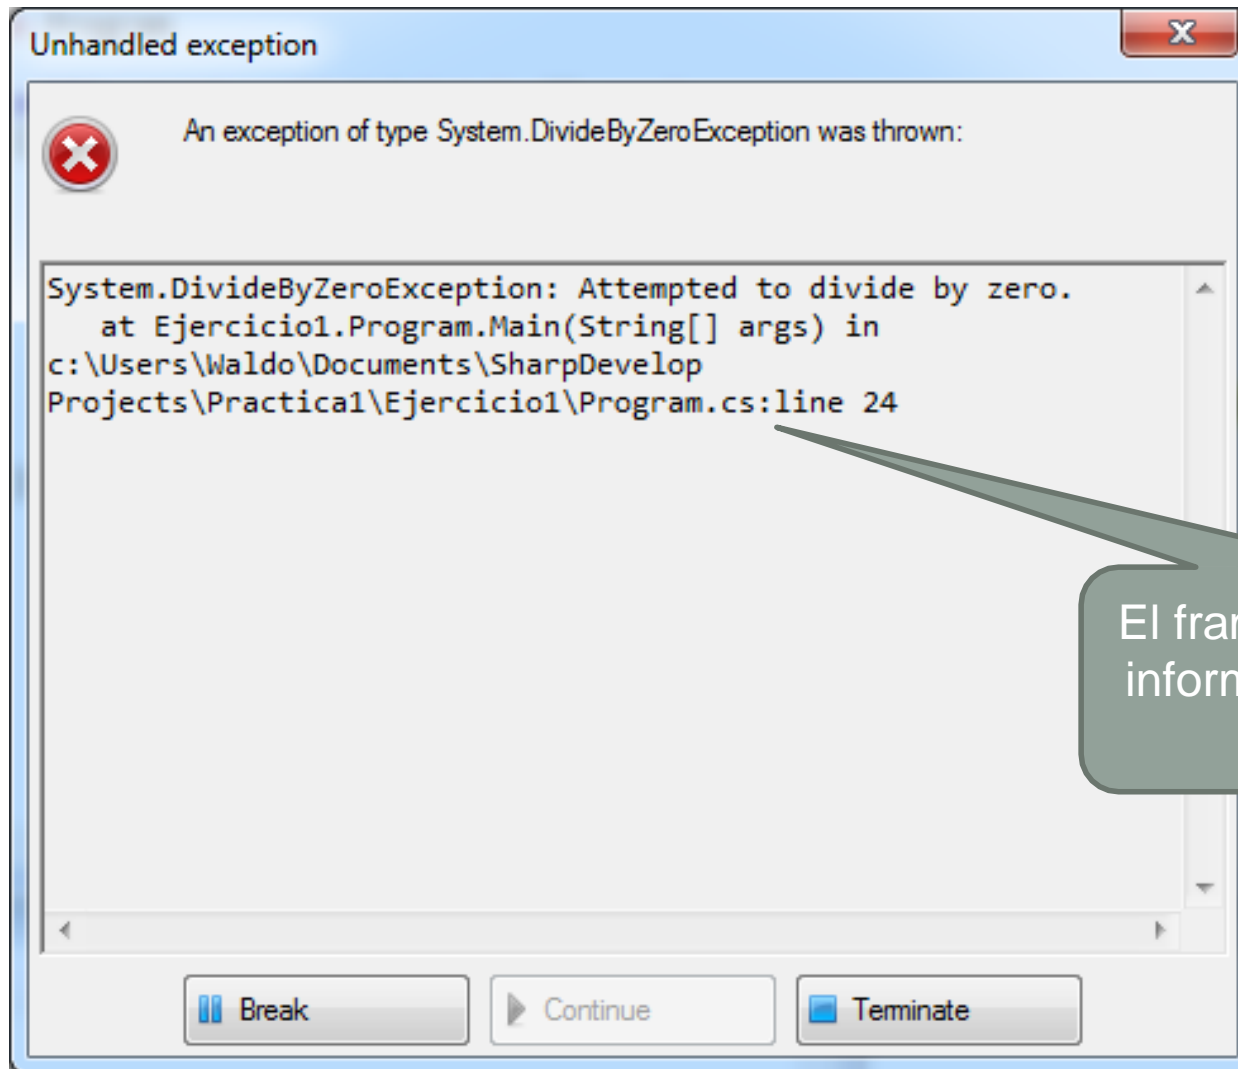 Unhandled exception
An exception of type System.DivideByZeroException was thrown:
System.DivideByZeroException: Attempted to divide by zero.
at Ejercicio1.Program.Main(String[] args) in
c:\Users\Waldo\Documents\SharpDevelop
Projects\Practica1\Ejercicio1\Program.cs:line 24
El
Break
Continue
Terminate